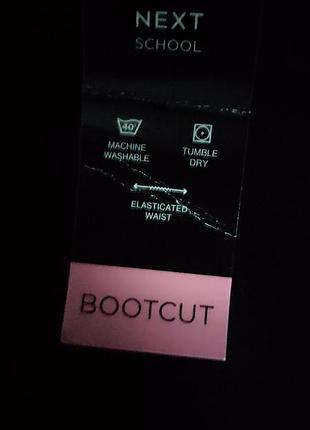 NEXT
SCHOOL
40
MACHINE
WASHABLE
TUMBLE
DRY
ELASTICATED
WAIST
BOOTCUT